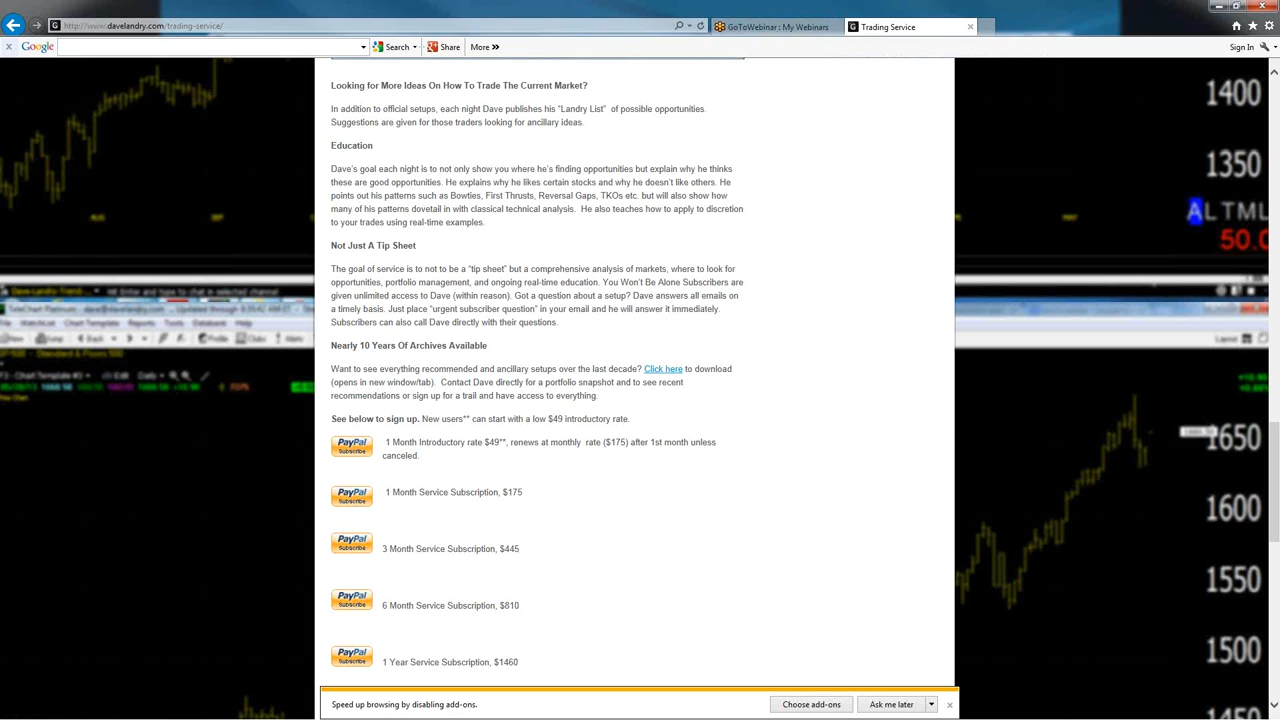 http://www.davelandry.com/trading-service/
GoToWebinar : My Webinars
Trading Service
Google
Search
Share
More »
Sign In
Looking for More Ideas On How To Trade The Current Market?
In addition to official setups, each night Dave publishes his “Landry List” of possible opportunities.
Suggestions are given for those traders looking for ancillary ideas.
Education
Dave’s goal each night is to not only show you where he’s finding opportunities but explain why he thinks
these are good opportunities. He explains why he likes certain stocks and why he doesn’t like others. He
points out his patterns such as Bowties, First Thrusts, Reversal Gaps, TKOs etc. but will also show how
many of his patterns dovetail in with classical technical analysis. He also teaches how to apply to discretion
to your trades using real-time examples.
Not Just A Tip Sheet
The goal of service is to not to be a “tip sheet” but a comprehensive analysis of markets, where to look for
opportunities, portfolio management, and ongoing real-time education. You Won’t Be Alone Subscribers are
given unlimited access to Dave (within reason). Got a question about a setup? Dave answers all emails on
a timely basis. Just place “urgent subscriber question” in your email and he will answer it immediately.
Subscribers can also call Dave directly with their questions.
Nearly 10 Years Of Archives Available
Want to see everything recommended and ancillary setups over the last decade? Click here to download
(opens in new window/tab). Contact Dave directly for a portfolio snapshot and to see recent
recommendations or sign up for a trail and have access to everything.
See below to sign up. New users** can start with a low $49 introductory rate.
PayPal
Subscribe
1 Month Introductory rate $49**, renews at monthly rate ($175) after 1st month unless
canceled.
PayPal
Subscribe
1 Month Service Subscription, $175
PayPal
Subscribe
3 Month Service Subscription, $445
PayPal
Subscribe
6 Month Service Subscription, $810
PayPal
Subscribe
1 Year Service Subscription, $1460
Speed up browsing by disabling add-ons.
Choose add-ons
Ask me later
1400
1350
A L T M L
50.0
1650
1600
1550
1500
1450
AUG
SEP